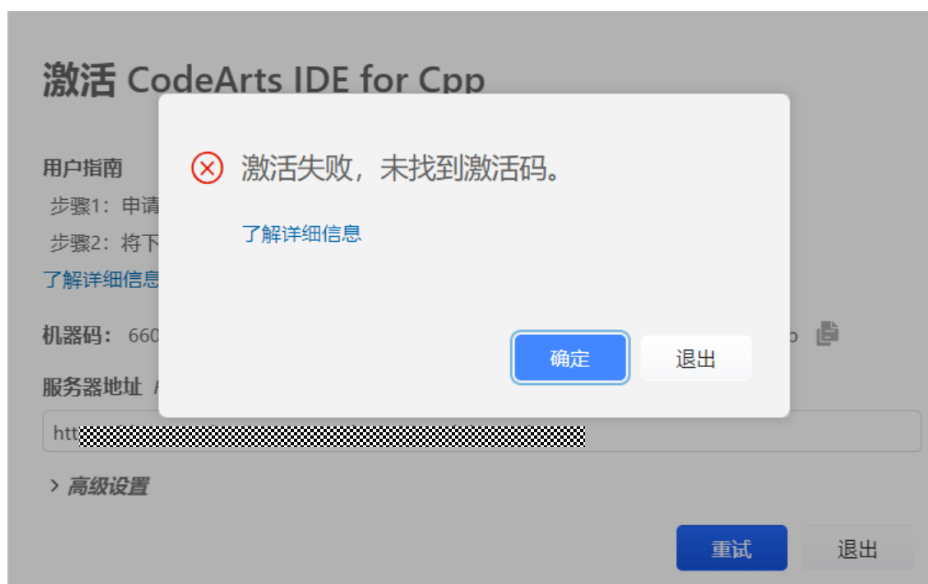 激活 CodeArts IDE for Cpp
激活失败，未找到激活码。
了解详细信息
确定
退出
用户指南
步骤1：申请
步骤2：将下
了解详细信息
机器码： 660
服务器地址
htt
高级设置
重试
退出